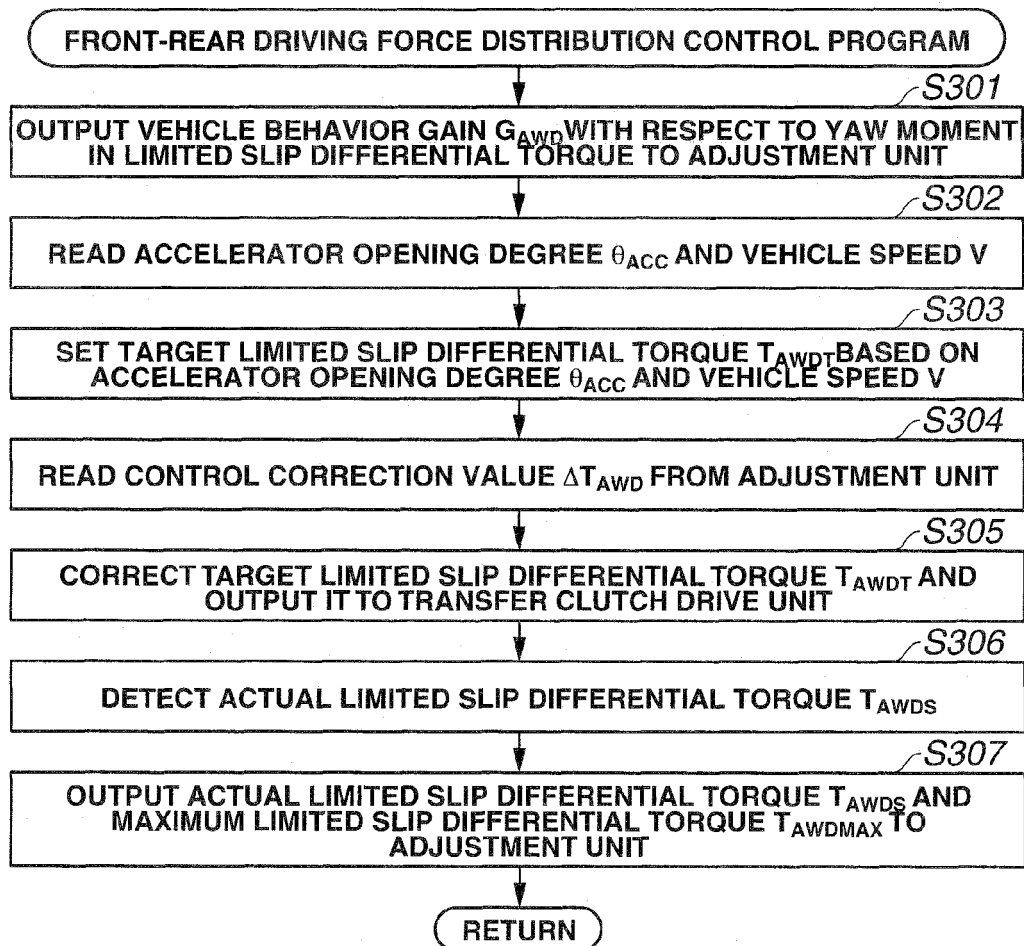 FRONT-REAR DRIVING FORCE DISTRIBUTION CONTROL PROGRAM
S301
OUTPUT VEHICLE BEHAVIOR GAIN GAWD WITH RESPECT TO YAW MOMENT
IN LIMITED SLIP DIFFERENTIAL TORQUE TO ADJUSTMENT UNIT
S302
READ ACCELERATOR OPENING DEGREE θACC AND VEHICLE SPEED V
S303
SET TARGET LIMITED SLIP DIFFERENTIAL TORQUE TAWDT BASED ON
ACCELERATOR OPENING DEGREE θACC AND VEHICLE SPEED V
S304
READ CONTROL CORRECTION VALUE ΔTAWD FROM ADJUSTMENT UNIT
S305
CORRECT TARGET LIMITED SLIP DIFFERENTIAL TORQUE TAWDT AND
OUTPUT IT TO TRANSFER CLUTCH DRIVE UNIT
S306
DETECT ACTUAL LIMITED SLIP DIFFERENTIAL TORQUE TAWDS
S307
OUTPUT ACTUAL LIMITED SLIP DIFFERENTIAL TORQUE TAWDS AND
MAXIMUM LIMITED SLIP DIFFERENTIAL TORQUE TAWDMAX TO
ADJUSTMENT UNIT
RETURN